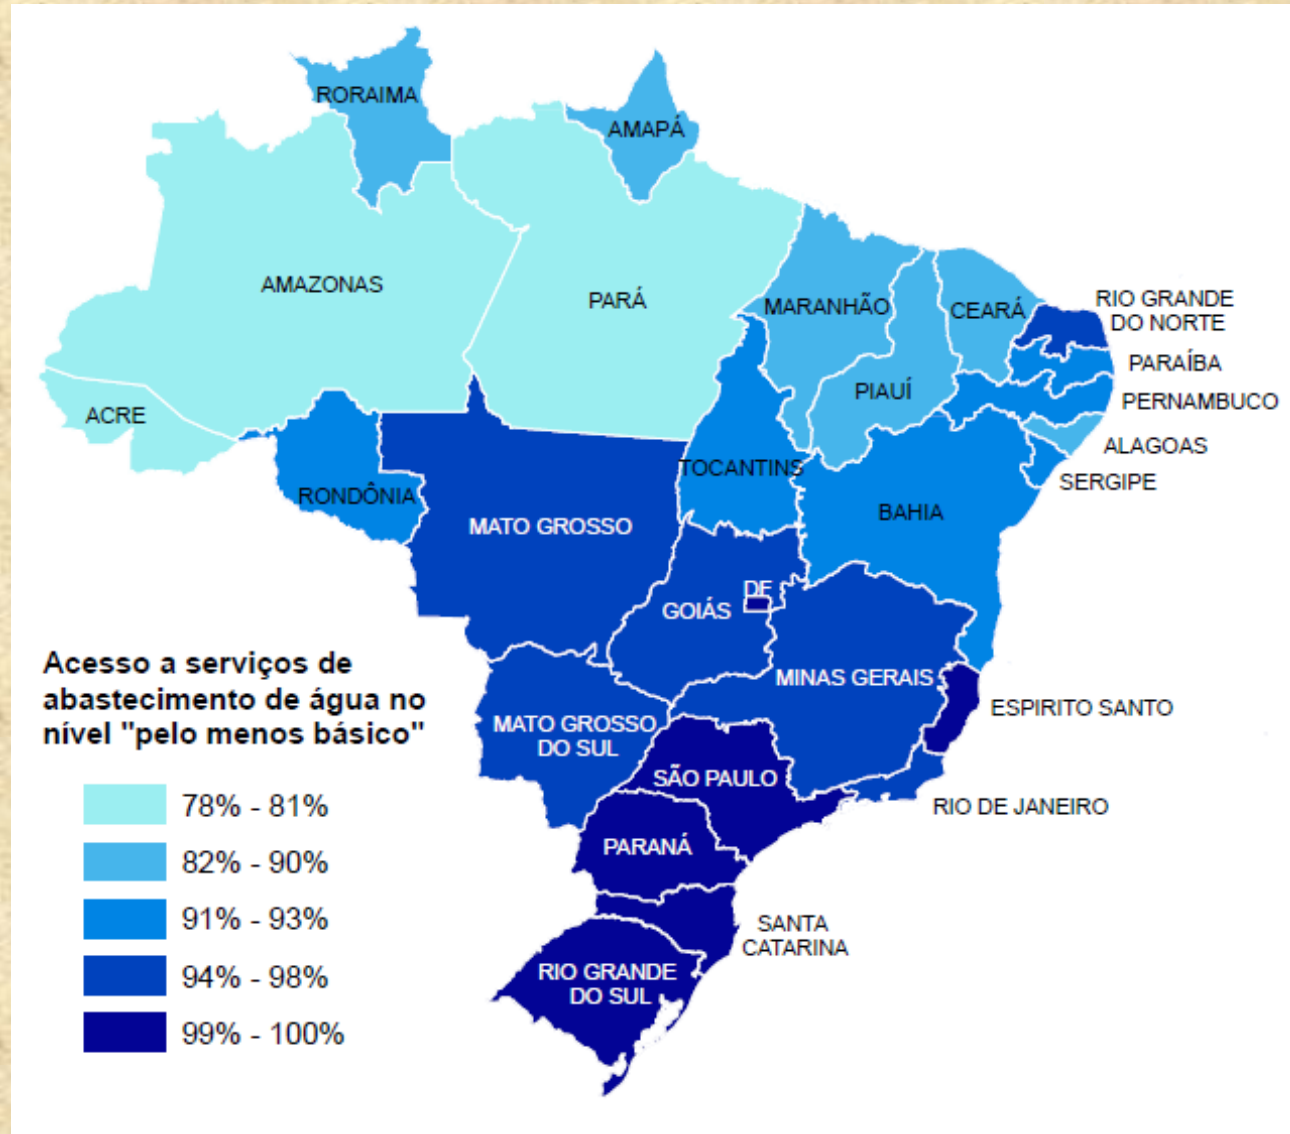 RORAIMA
AMAPÁ
AMAZONAS
PARÁ
MARANHÃO
CEARÁ
RIO GRANDE
DO NORTE
PARAÍBA
PIAUÍ
PERNAMBUCO
ACRE
ALAGOAS
TOCANTINS
SERGIPE
RONDÔNIA
BAHIA
MATO GROSSO
DF
GOIÁS
MINAS GERAIS
ESPIRITO SANTO
MATO GROSSO
DO SUL
SÃO PAULO
RIO DE JANEIRO
PARANÁ
SANTA
CATARINA
RIO GRANDE
DO SUL
Acesso a serviços de
abastecimento de água no
nível "pelo menos básico"
78% - 81%
82% - 90%
91% - 93%
94% - 98%
99% - 100%